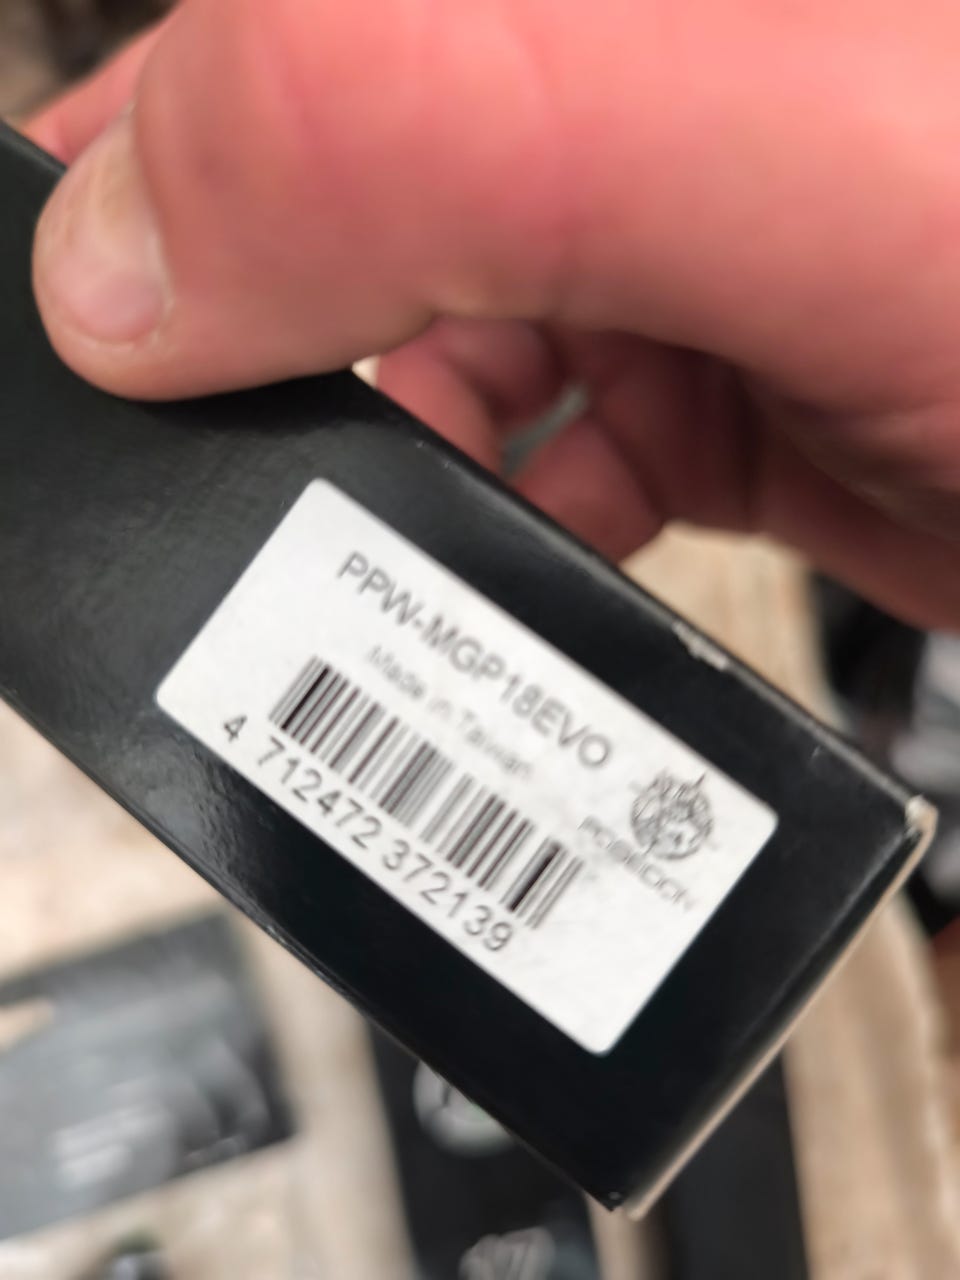 PPW-MGP18EVO
Made in Taiwan
POSEIDON
4 712472 372139